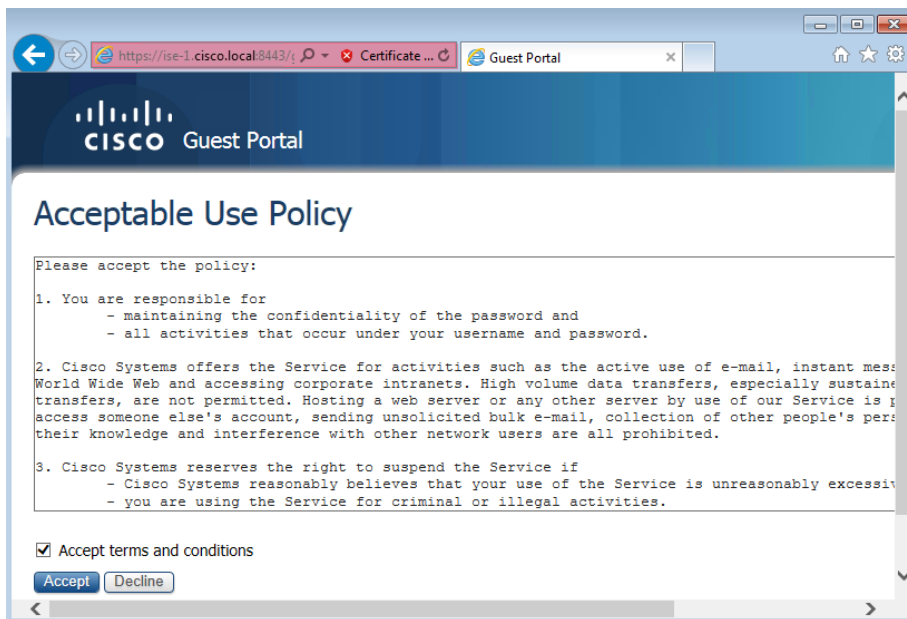 https://ise-1.cisco.local:8443/ Certificate ... Guest Portal
CISCO Guest Portal
Acceptable Use Policy
Please accept the policy:
1. You are responsible for
- maintaining the confidentiality of the password and
- all activities that occur under your username and password.
2. Cisco Systems offers the Service for activities such as the active use of e-mail, instant
World Wide Web and accessing corporate intranets. High volume data transfers, especially
transfers, are not permitted. Hosting a web server or any other server by use of our Service is
access someone else's account, sending unsolicited bulk e-mail, collection of other people's
their knowledge and interference with other network users are all prohibited.
3. Cisco Systems reserves the right to suspend the Service if
- Cisco Systems reasonably believes that your use of the Service is unreasonably
- you are using the Service for criminal or illegal activities.
Accept terms and conditions
Accept Decline